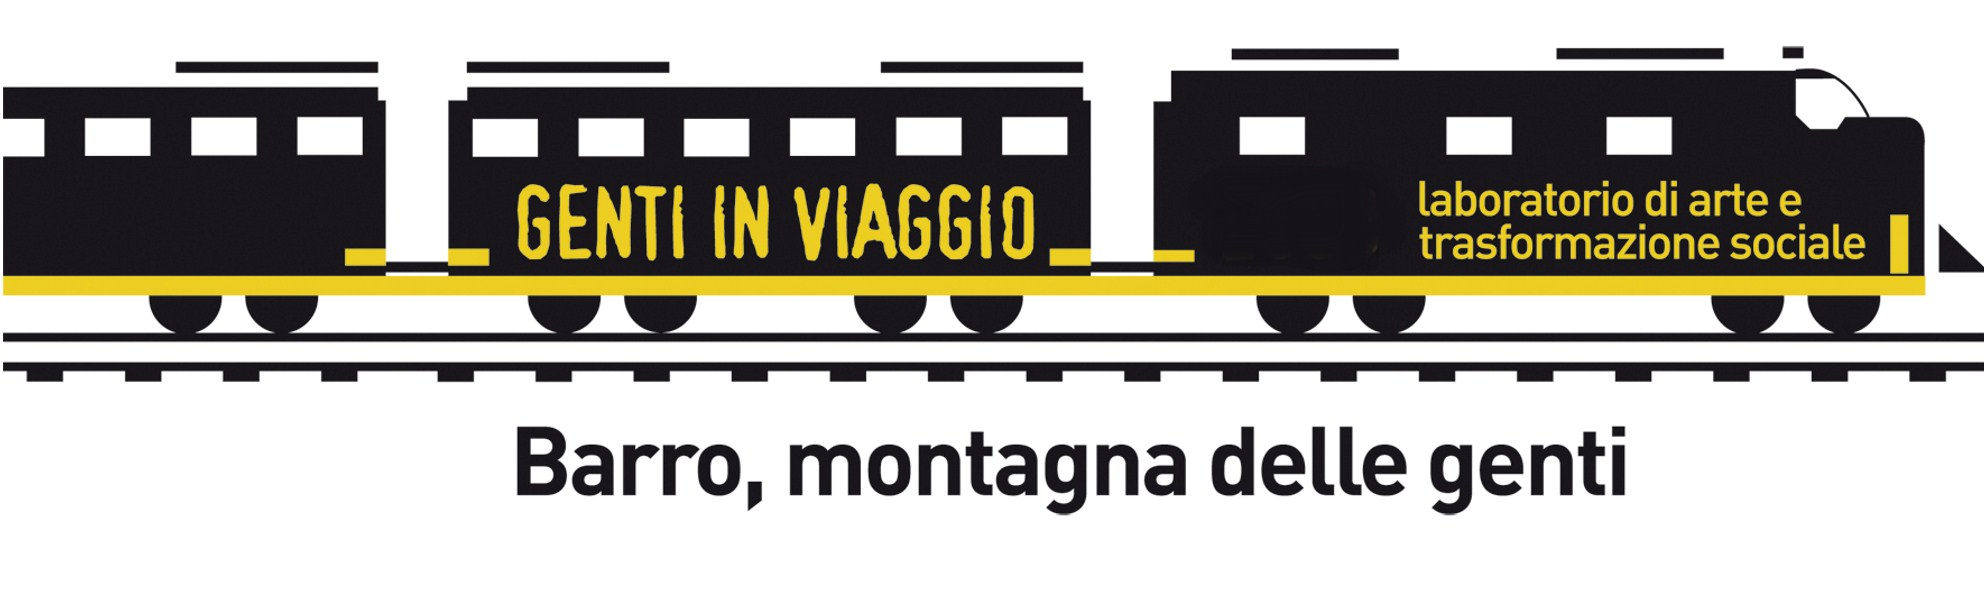 GENTI IN VIAGGIO
laboratorio di arte e
trasformazione sociale
Barro, montagna delle genti